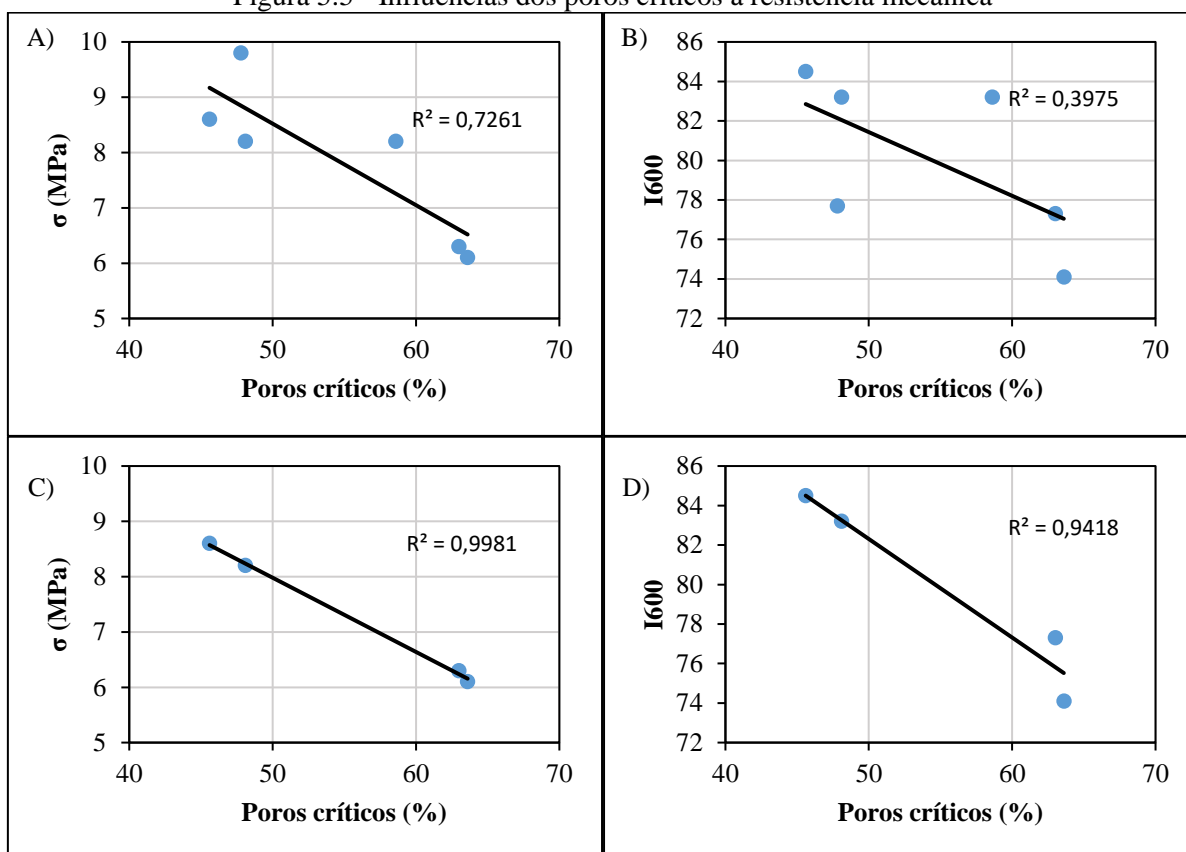 Figura 5.5 - Influências dos poros críticos à resistência mecânica
A)
10
9
8
7
6
5
σ (MPa)
R² = 0,7261
40 50 60 70
Poros críticos (%)
B)
86
84
82
80
78
76
74
72
I600
R² = 0,3975
40 50 60 70
Poros críticos (%)
C)
10
9
8
7
6
5
σ (MPa)
R² = 0,9981
40 50 60 70
Poros críticos (%)
D)
86
84
82
80
78
76
74
72
I600
R² = 0,9418
40 50 60 70
Poros críticos (%)